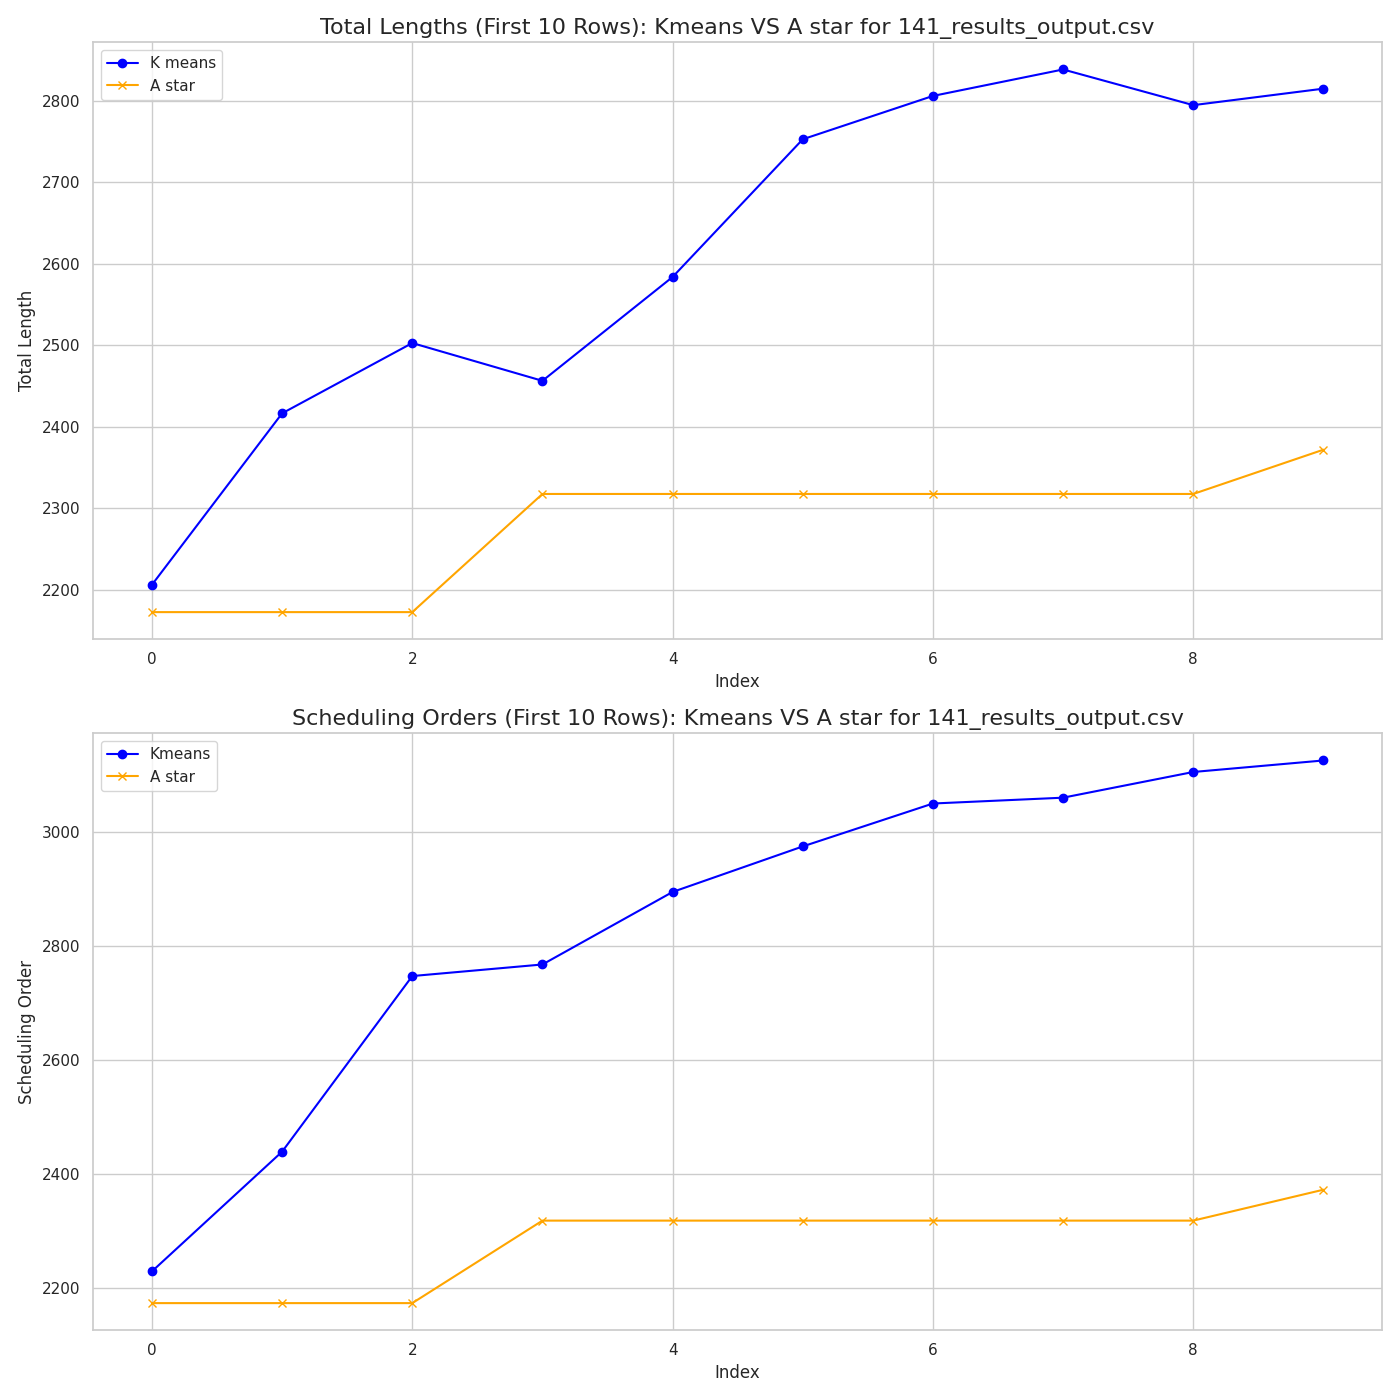 Total Lengths (First 10 Rows): Kmeans VS A star for 141_results_output.csv
K means
A star
2800
2700
2600
2500
2400
2300
2200
Total Length
0 2 4 6 8
Index
Scheduling Orders (First 10 Rows): Kmeans VS A star for 141_results_output.csv
Kmeans
A star
3000
2800
2600
2400
2200
Scheduling Order
0 2 4 6 8
Index